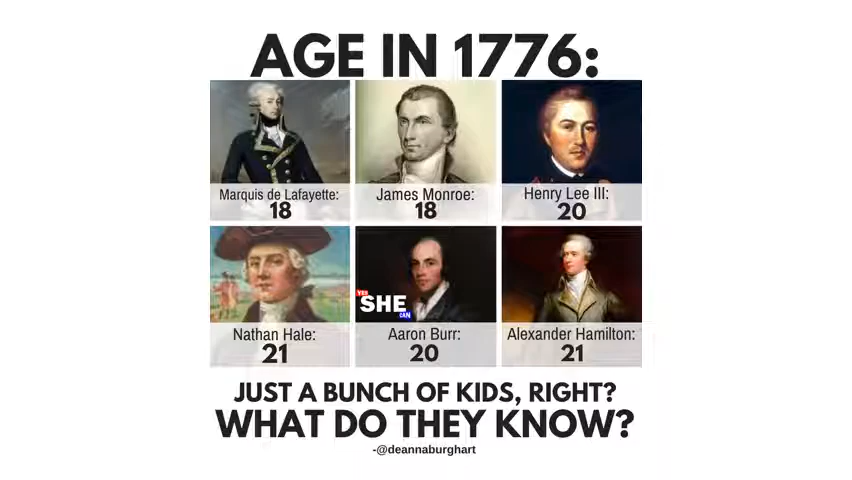 AGE IN 1776:
Marquis de Lafayette:
18
James Monroe:
18
Henry Lee III:
20
Nathan Hale:
21
YES
SHE
CAN
Aaron Burr:
20
Alexander Hamilton:
21
JUST A BUNCH OF KIDS, RIGHT?
WHAT DO THEY KNOW?
-@deannaburghart